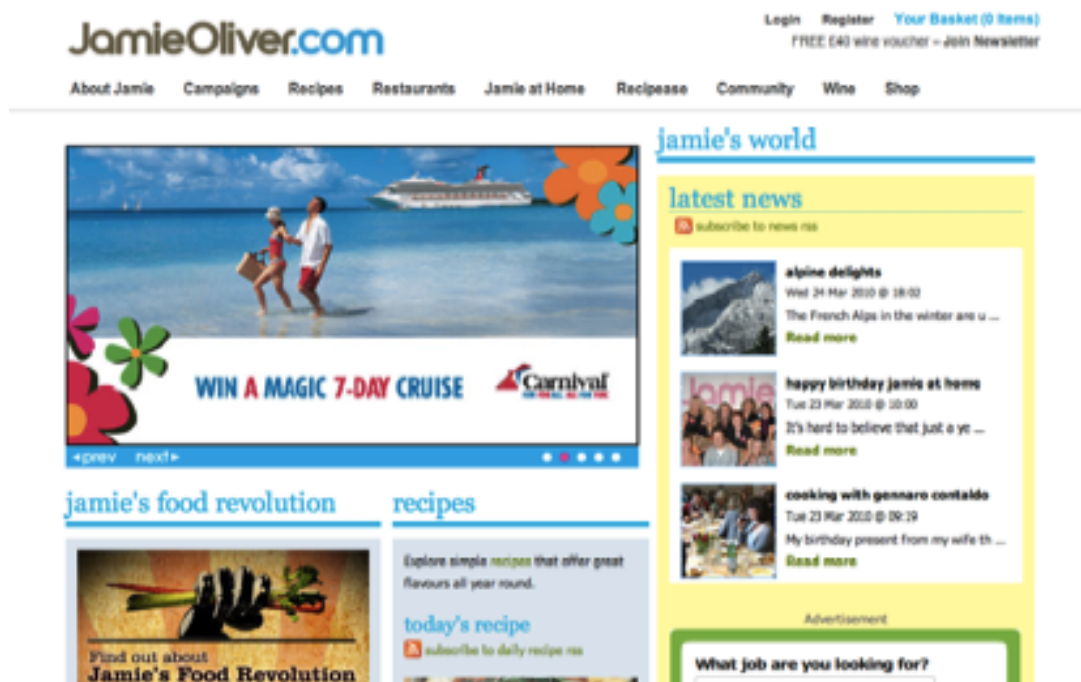 JamieOliver.com
Login Register Your Basket (0 Items)
FREE £40 wine voucher – Join Newsletter
About Jamie Campaigns Recipes Restaurants Jamie at Home Recipease Community Wine Shop
WIN A MAGIC 7-DAY CRUISE
Carnival
prev next
jamie's world
latest news
subscribe to news rss
alpine delights
Wed 24 Mar 2010 @ 18:02
The French Alps in the winter are u ...
Read more
Jamie
happy birthday jamie at home
Tue 23 Mar 2010 @ 10:00
It's hard to believe that just a ye ...
Read more
cooking with gennaro contaldo
Tue 23 Mar 2010 @ 09:19
My birthday present from my wife th ...
Read more
Advertisement
What job are you looking for?
jamie's food revolution
Find out about
Jamie's Food Revolution
recipes
Explore simple recipes that offer great
flavours all year round.
today's recipe
subscribe to daily recipe rss